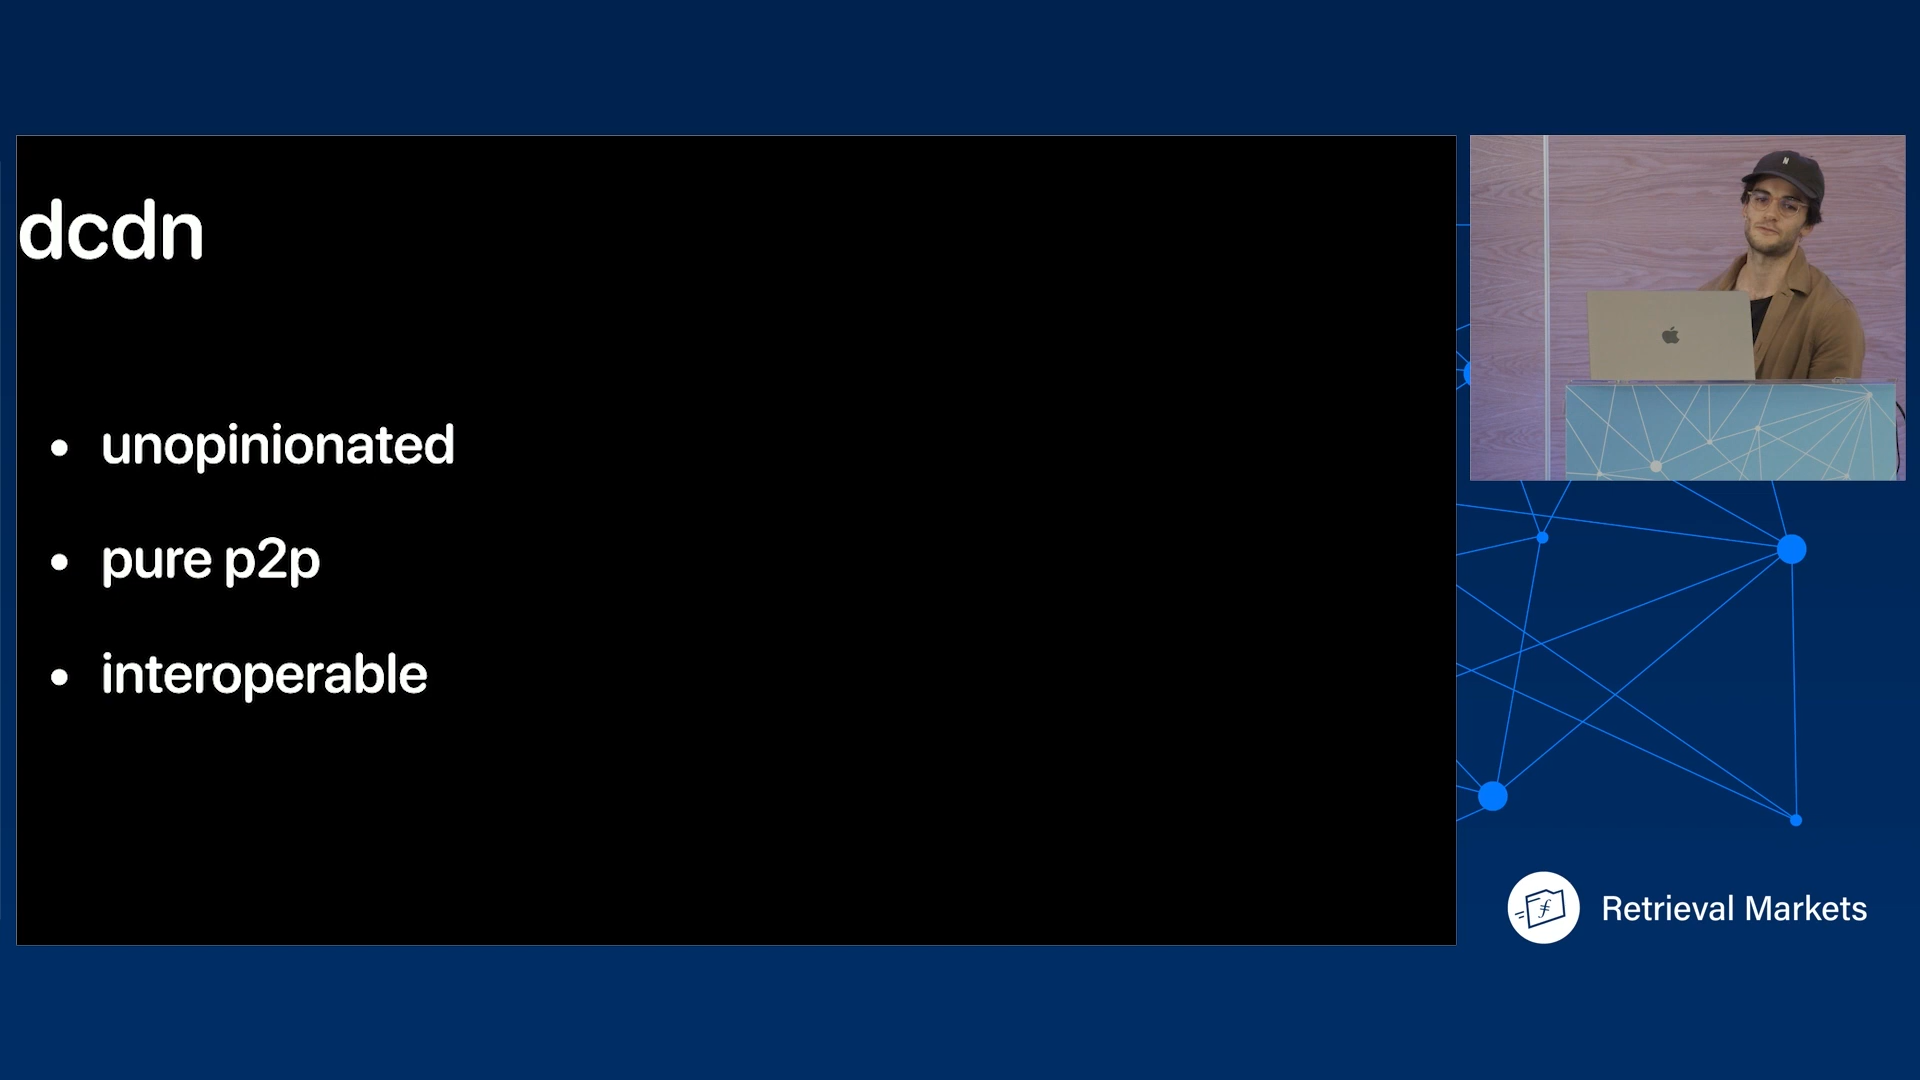 dcdn
• unopinionated
• pure p2p
• interoperable
N
Retrieval Markets